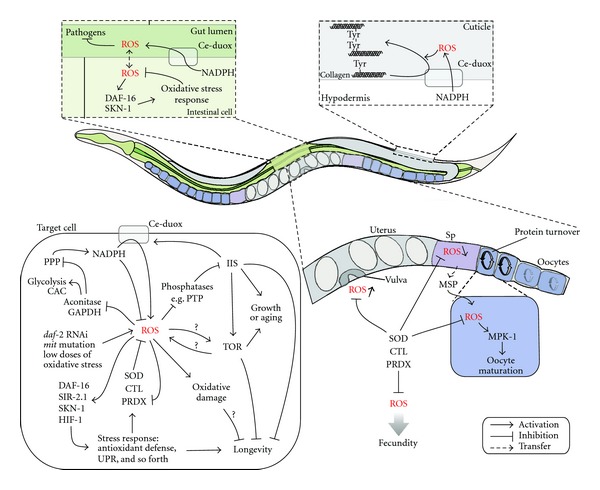 Pathogens
Gut lumen
ROS
Ce-duox
NADPH
ROS
DAF-16
SKN-1
Oxidative stress
response
Intestinal cell
Cuticle
Tyr
Tyr
Tyr
ROS
Ce-duox
Collagen
NADPH
Hypodermis
Target cell
Ce-duox
NADPH
PPP
Glycolysis
CAC
Aconitase
GAPDH
IIS
Phosphatases
e.g. PTP
Growth
or aging
daf-2 RNAi
mit mutation
low doses of
oxidative stress
ROS
?
?
TOR
DAF-16
SIR-2.1
SKN-1
HIF-1
SOD
CTL
PRDX
Oxidative
damage
?
Stress response:
antioxidant defense,
UPR, and so forth
Longevity
Uterus
Sp
Protein turnover
ROS
Oocytes
Vulva
ROS
MSP
ROS
MPK-1
Oocyte
maturation
SOD
CTL
PRDX
ROS
Fecundity
Activation
Inhibition
Transfer